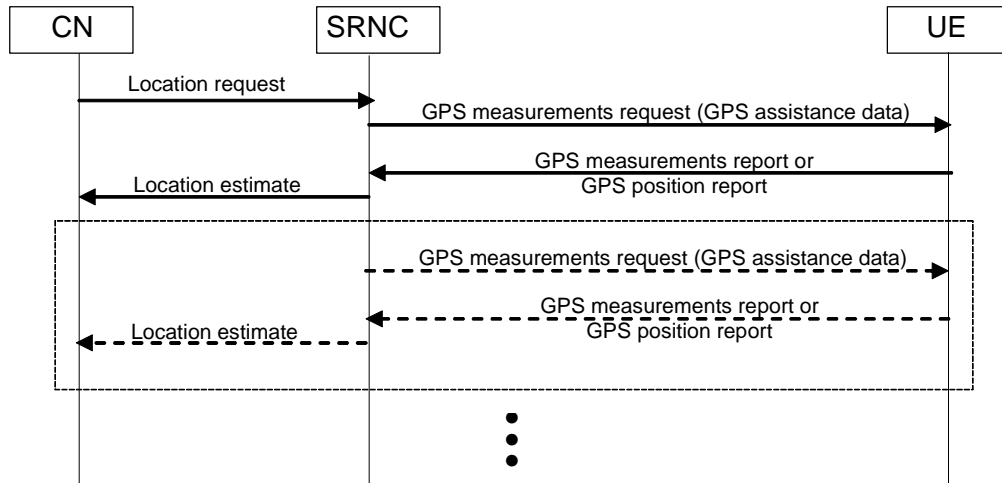 CN
SRNC
UE
Location request
GPS measurements request (GPS assistance data)
GPS measurements report or
GPS position report
Location estimate
GPS measurements request (GPS assistance data)
GPS measurements report or
GPS position report
Location estimate